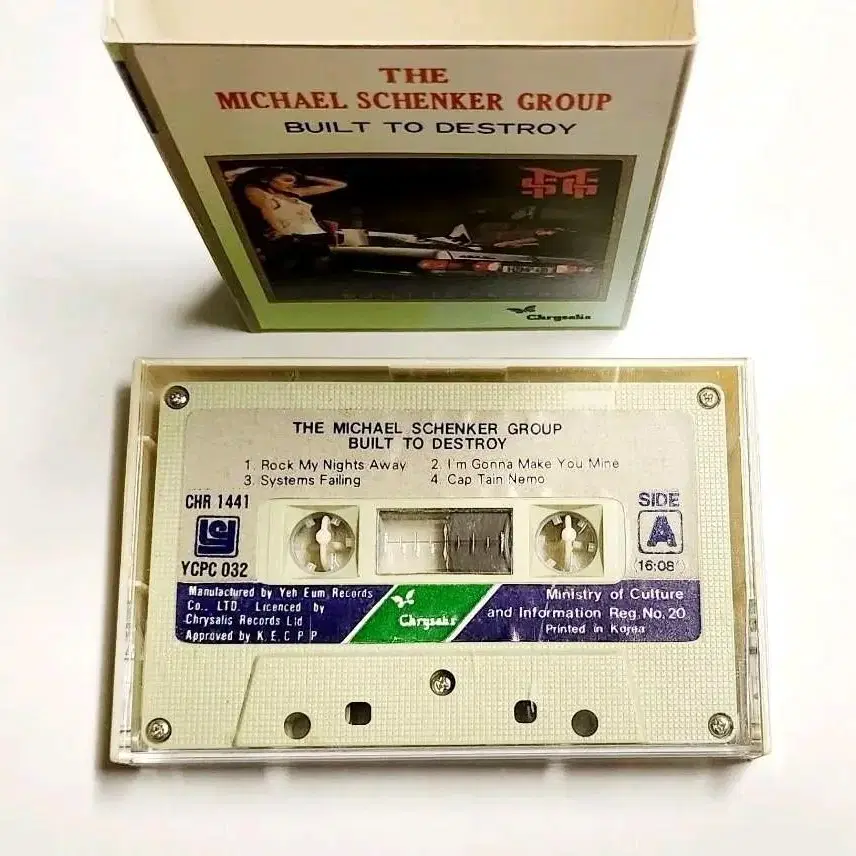 THE
MICHAEL SCHENKER GROUP
BUILT TO DESTROY
MSG
Chrysalis
THE MICHAEL SCHENKER GROUP
BUILT TO DESTROY
1. Rock My Nights Away 2. I'm Gonna Make You Mine
3. Systems Failing 4. Cap Tain Nemo
CHR 1441
YCPC 032
SIDE
A
16:08
Manufactured by Yeh Eum Records
Co., LTD. Licenced by
Chrysalis Records Ltd
Approved by K.E.C.P.P
Chrysalis
Ministry of Culture
and Information Reg. No. 20
Printed in Korea